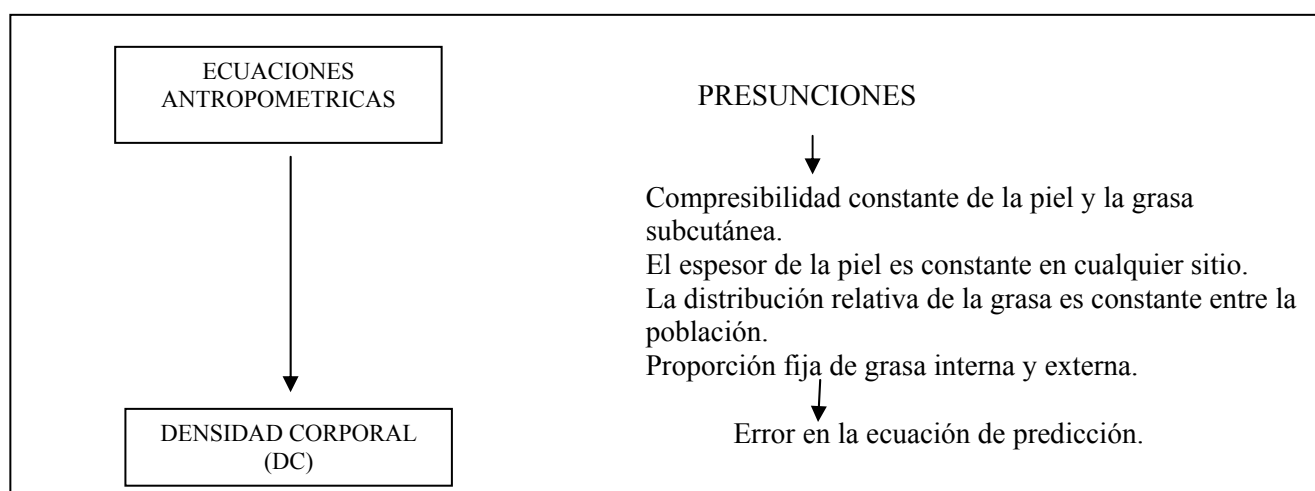 ECUACIONES
ANTROPOMETRICAS
PRESUNCIONES
Compresibilidad constante de la piel y la grasa
subcutánea.
El espesor de la piel es constante en cualquier sitio.
La distribución relativa de la grasa es constante entre la
población.
Proporción fija de grasa interna y externa.
DENSIDAD CORPORAL
(DC)
Error en la ecuación de predicción.